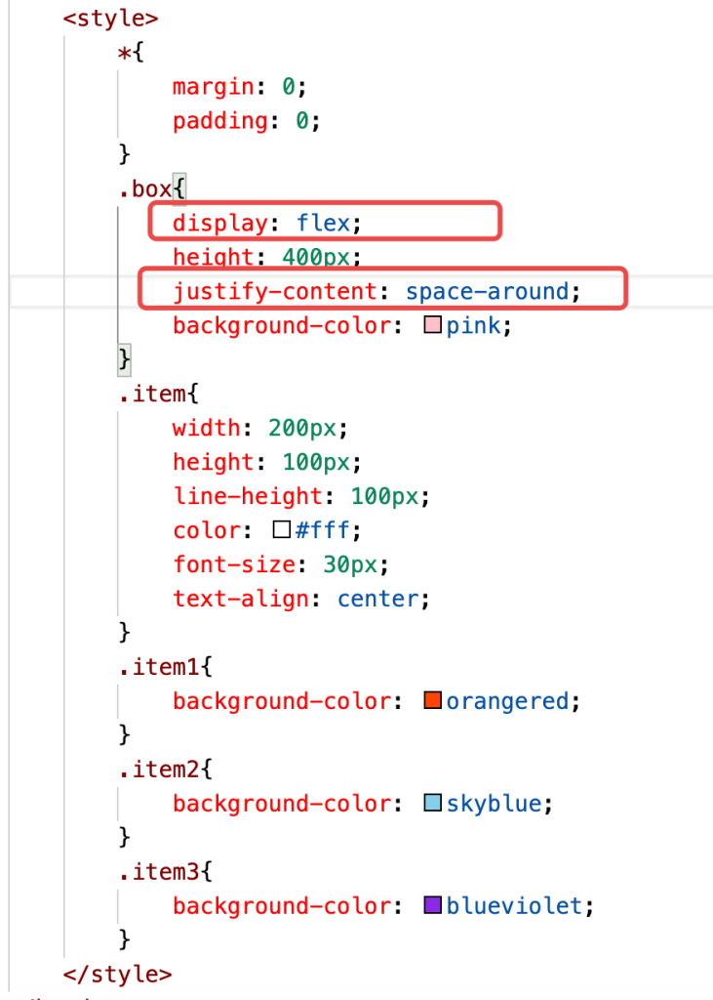 <style>
*{
margin: 0;
padding: 0;
}
.box{
display: flex;
height: 400px;
justify-content: space-around;
background-color: pink;
}
.item{
width: 200px;
height: 100px;
line-height: 100px;
color: #fff;
font-size: 30px;
text-align: center;
}
.item1{
background-color: orangered;
}
.item2{
background-color: skyblue;
}
.item3{
background-color: blueviolet;
}
</style>